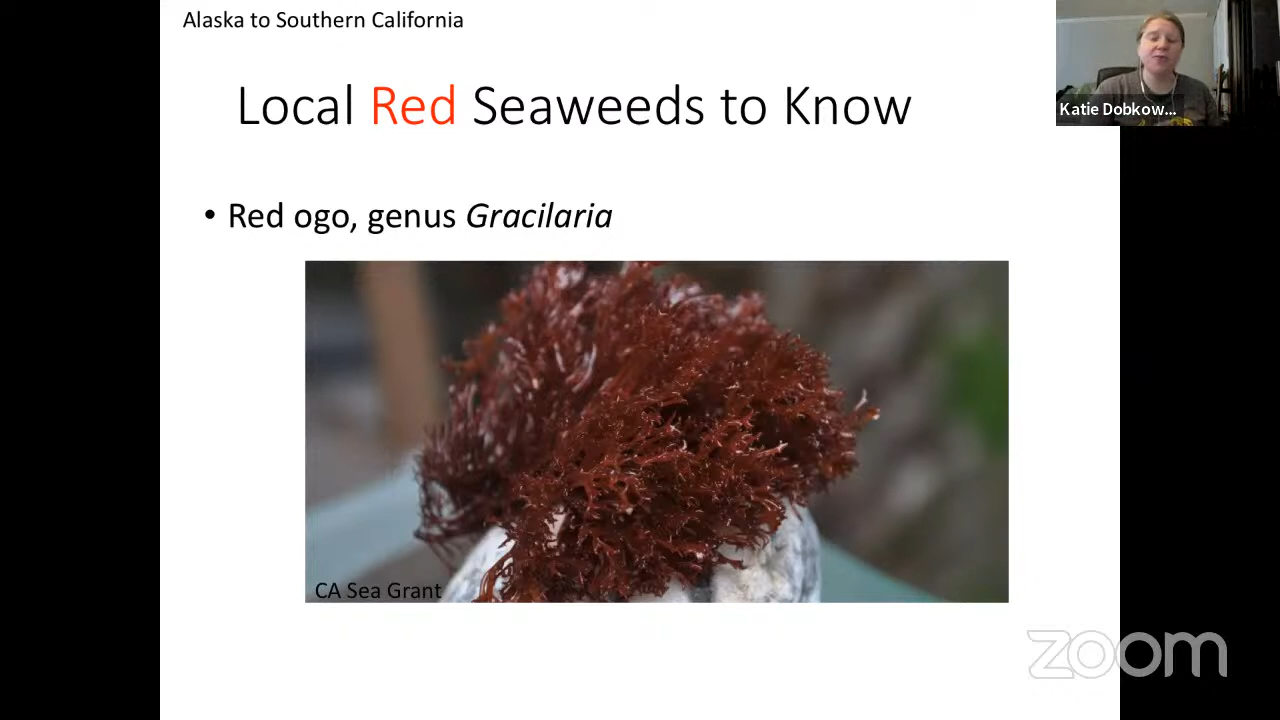 Alaska to Southern California
Local Red Seaweeds to Know
Katie Dobkow...
• Red ogo, genus Gracilaria
CA Sea Grant
zoom